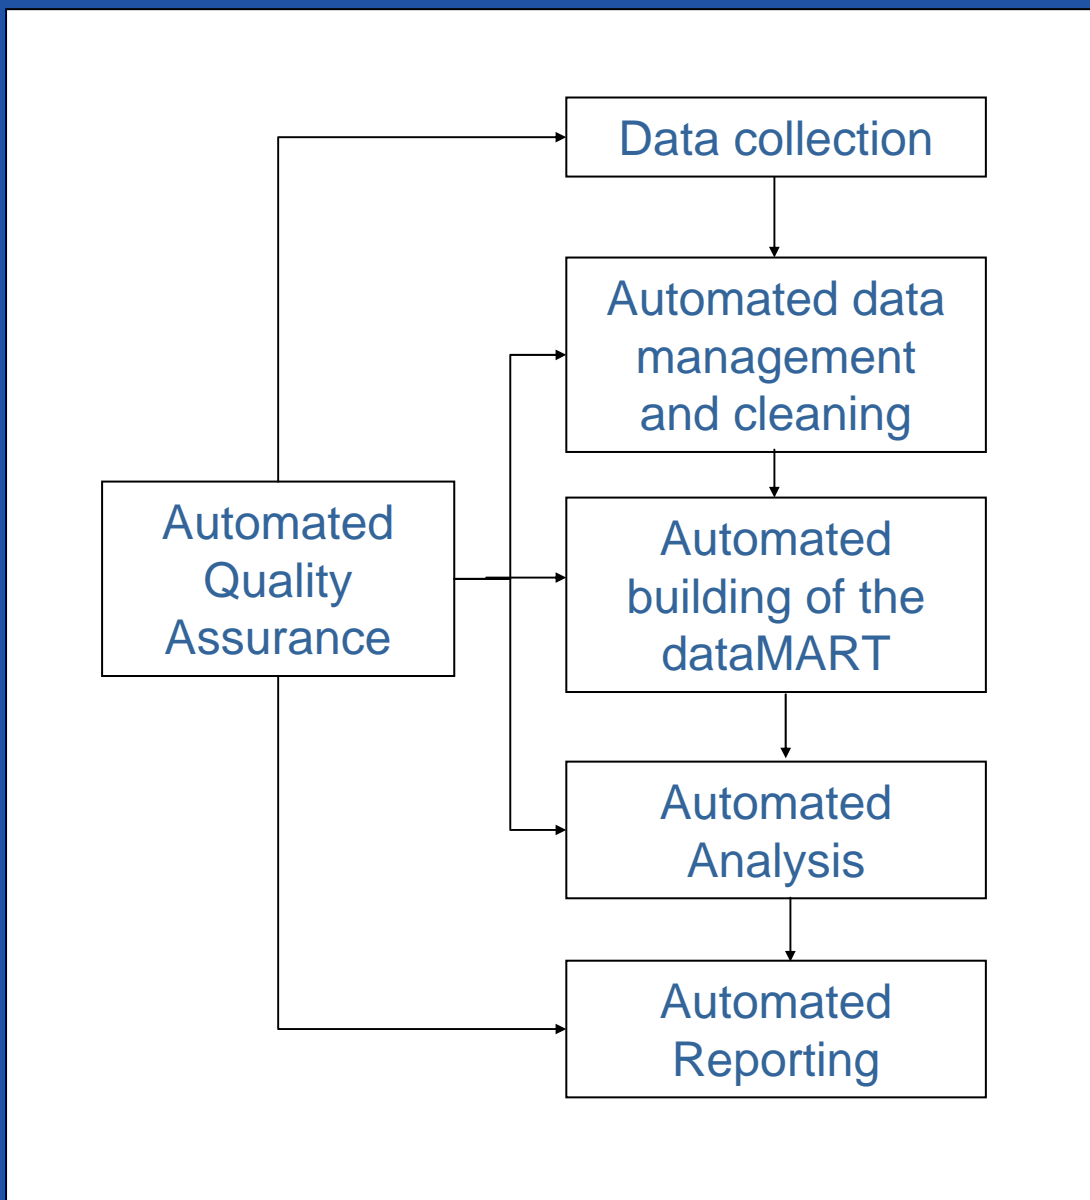 Data collection
Automated data
management
and cleaning
Automated
Quality
Assurance
Automated
building of the
dataMART
Automated
Analysis
Automated
Reporting